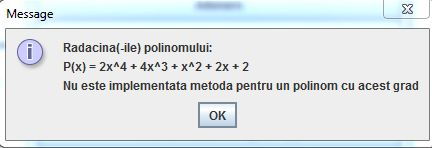 Message
Radacina(-ile) polinomului:
P(x) = 2x^4 + 4x^3 + x^2 + 2x + 2
Nu este implementata metoda pentru un polinom cu acest grad
OK